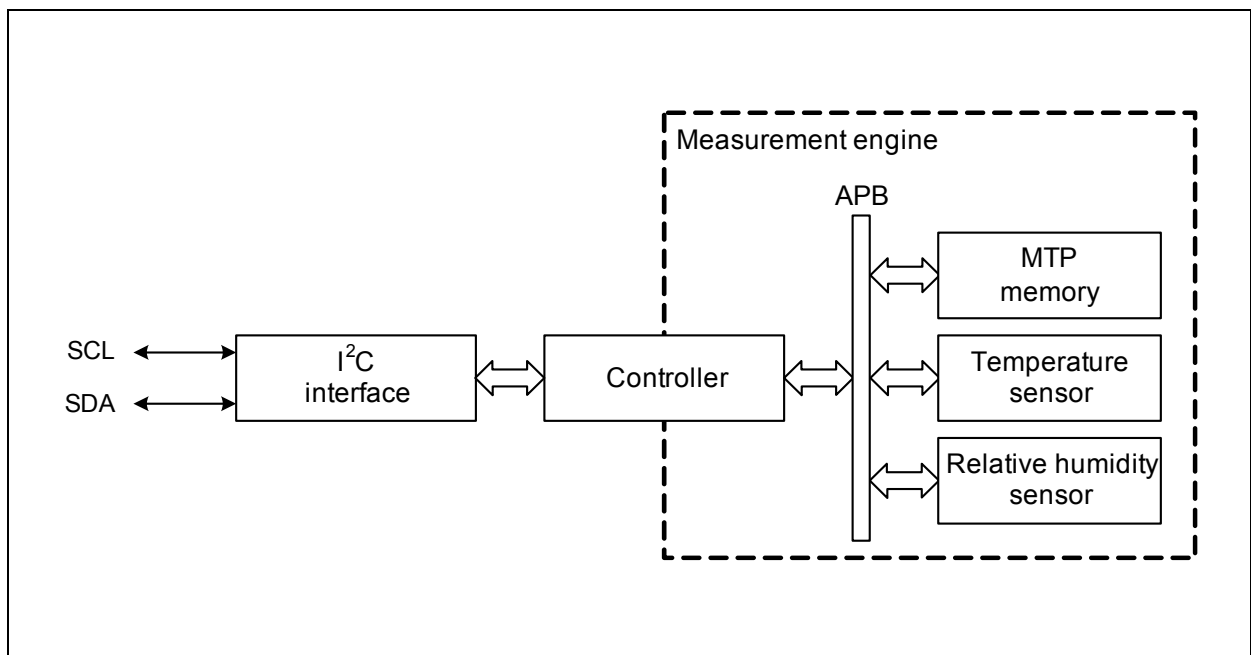 Measurement engine
APB
MTP
memory
SCL
SDA
I²C
interface
Controller
Temperature
sensor
Relative humidity
sensor